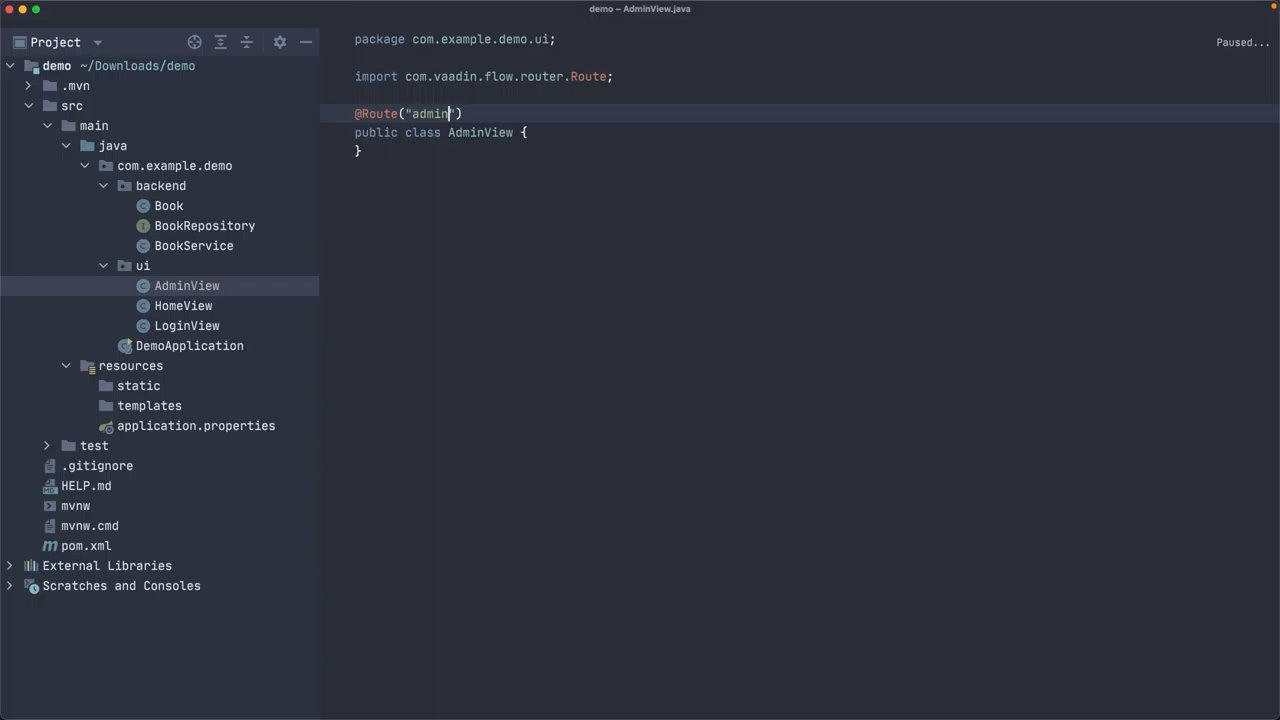 demo – AdminView.java
Project
demo ~/Downloads/demo
.mvn
src
main
java
com.example.demo
backend
Book
BookRepository
BookService
ui
AdminView
HomeView
LoginView
DemoApplication
resources
static
templates
application.properties
test
.gitignore
HELP.md
mvnw
mvnw.cmd
pom.xml
External Libraries
Scratches and Consoles
package com.example.demo.ui;
import com.vaadin.flow.router.Route;
@Route("admin")
public class AdminView {
}
Paused...